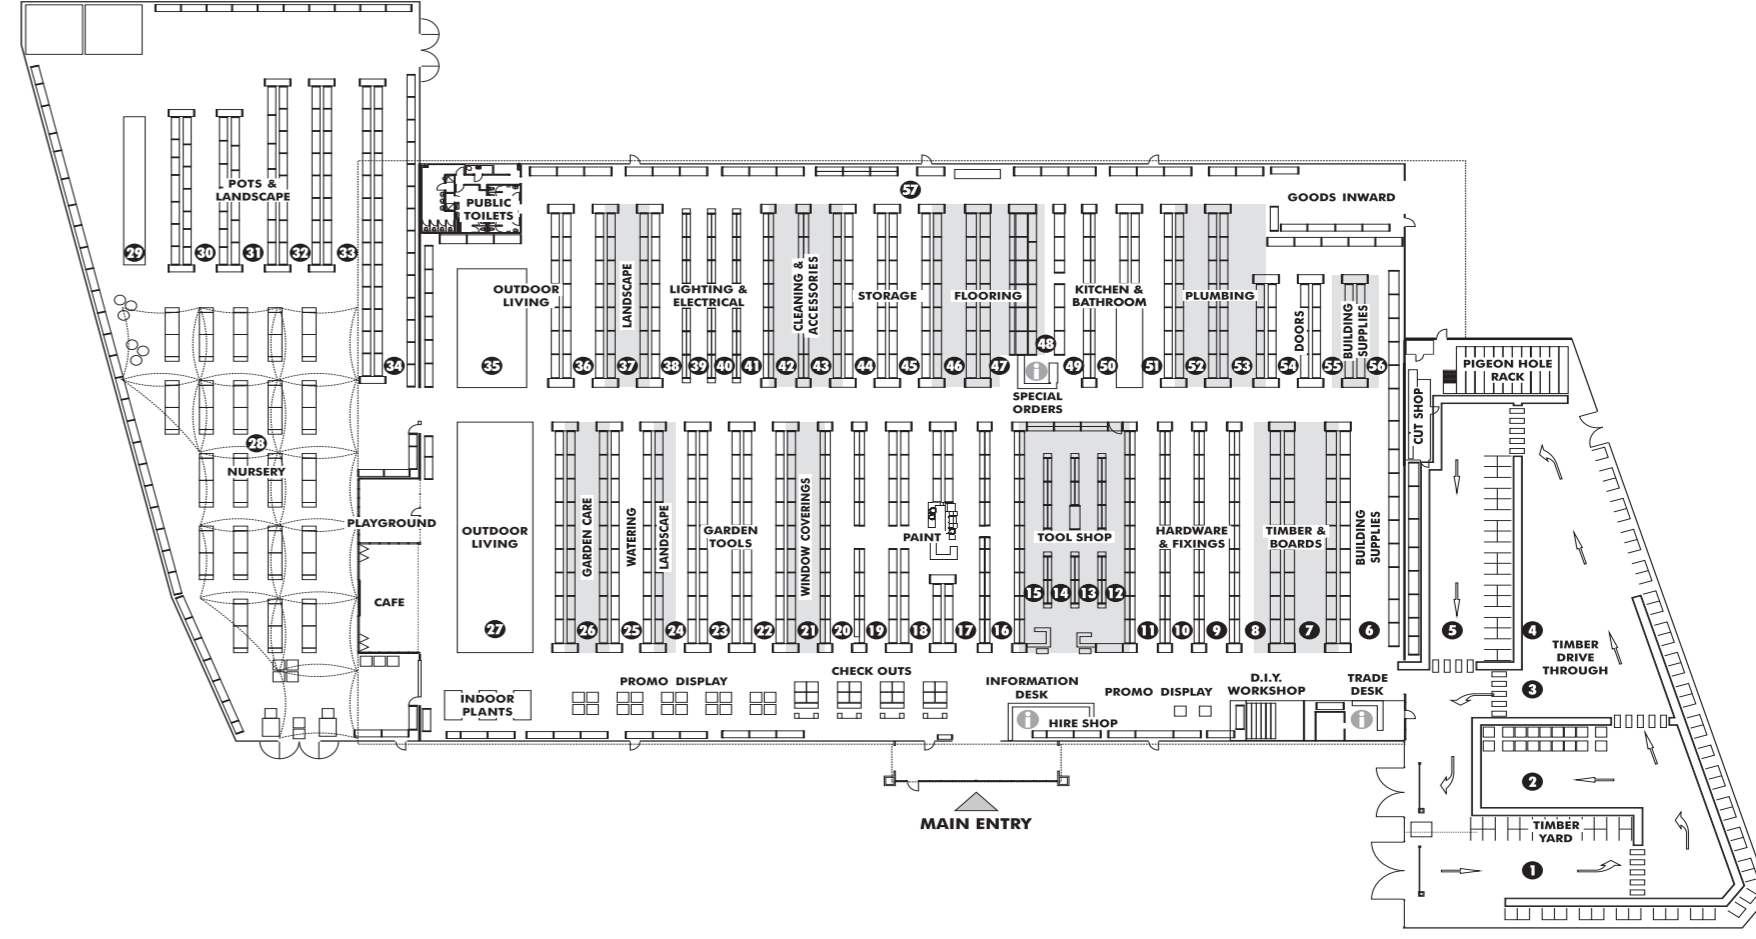 57
GOODS INWARD
PUBLIC
TOILETS
POTS &
LANDSCAPE
29
30
31
32
33
34
OUTDOOR
LIVING
LANDSCAPE
LIGHTING &
ELECTRICAL
CLEANING &
ACCESSORIES
STORAGE
FLOORING
KITCHEN &
BATHROOM
PLUMBING
DOORS
BUILDING
SUPPLIES
35
36
37
38
39
40
41
42
43
44
45
46
47
48
49
50
51
52
53
54
55
56
SPECIAL
ORDERS
i
PIGEON HOLE
RACK
CUT SHOP
28
NURSERY
PLAYGROUND
CAFE
OUTDOOR
LIVING
GARDEN CARE
WATERING
LANDSCAPE
GARDEN
TOOLS
WINDOW COVERINGS
PAINT
TOOL SHOP
HARDWARE
& FIXINGS
TIMBER &
BOARDS
BUILDING
SUPPLIES
15
14
13
12
27
26
25
24
23
22
21
20
19
18
17
16
11
10
9
8
7
6
5
4
TIMBER
DRIVE
THROUGH
3
INDOOR
PLANTS
PROMO DISPLAY
CHECK OUTS
INFORMATION
DESK
i
HIRE SHOP
PROMO DISPLAY
D.I.Y.
WORKSHOP
TRADE
DESK
i
2
TIMBER
YARD
1
MAIN ENTRY